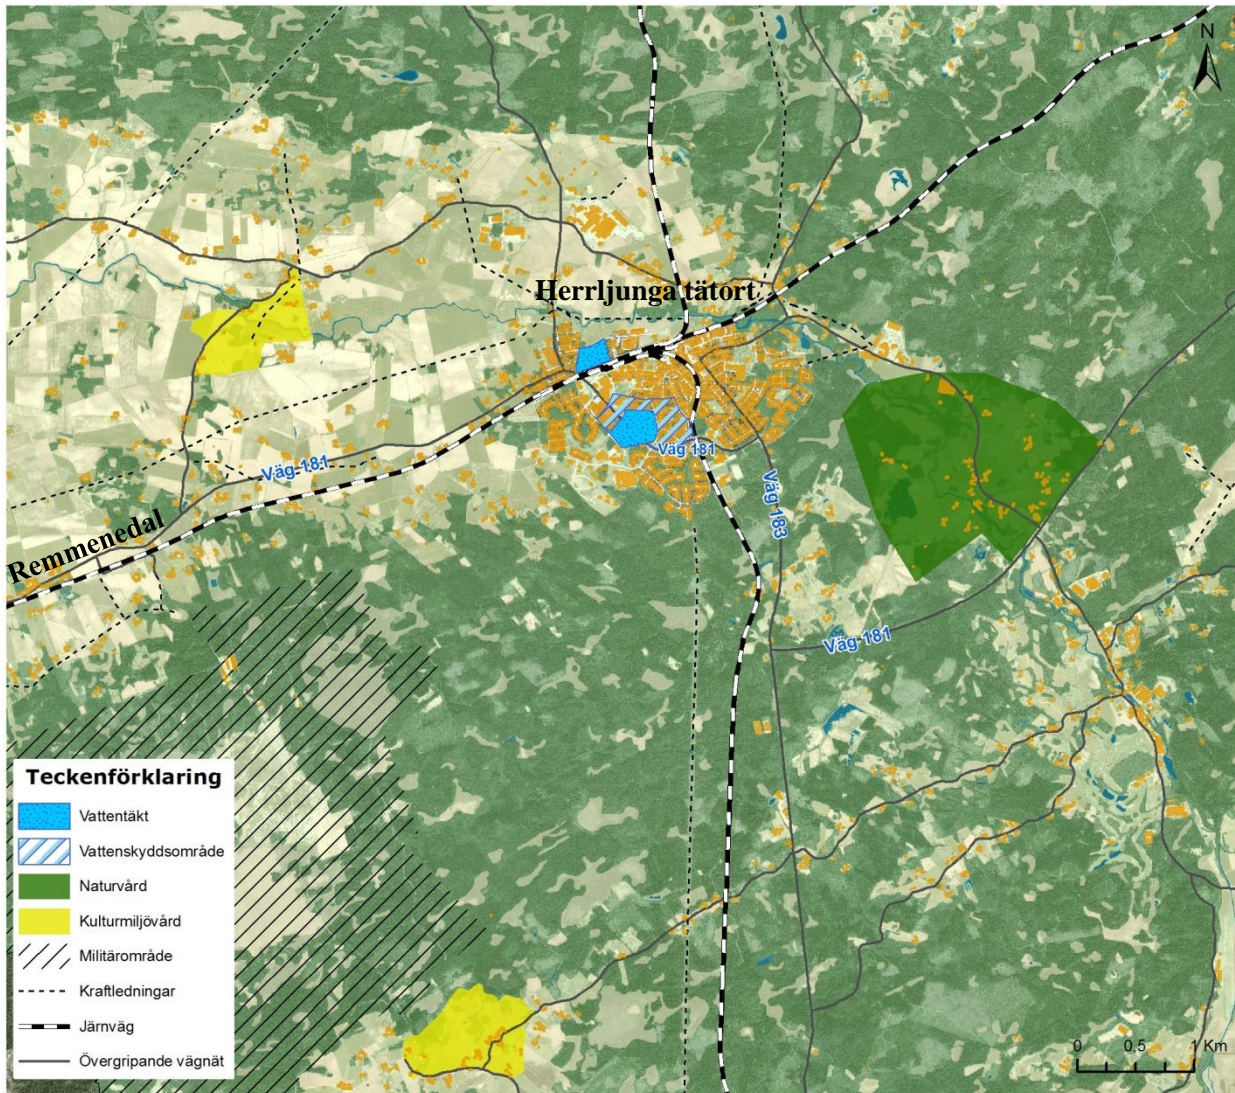 N
Herrljunga tätort
Väg 181
Väg 181
Väg 183
Remmenedal
Väg 181
Teckenförklaring
Vattentäkt
Vattenskyddsområde
Naturvård
Kulturmiljövård
Militärområde
Kraftledningar
Järnväg
Övergripande vägnät
0 0,5 1 Km